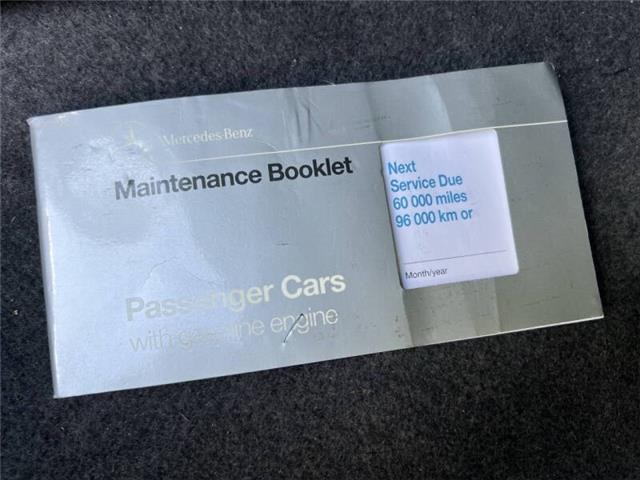 Mercedes-Benz
Maintenance Booklet
Next
Service Due
60 000 miles
96 000 km or
Month/year
Passenger Cars
with gasoline engine